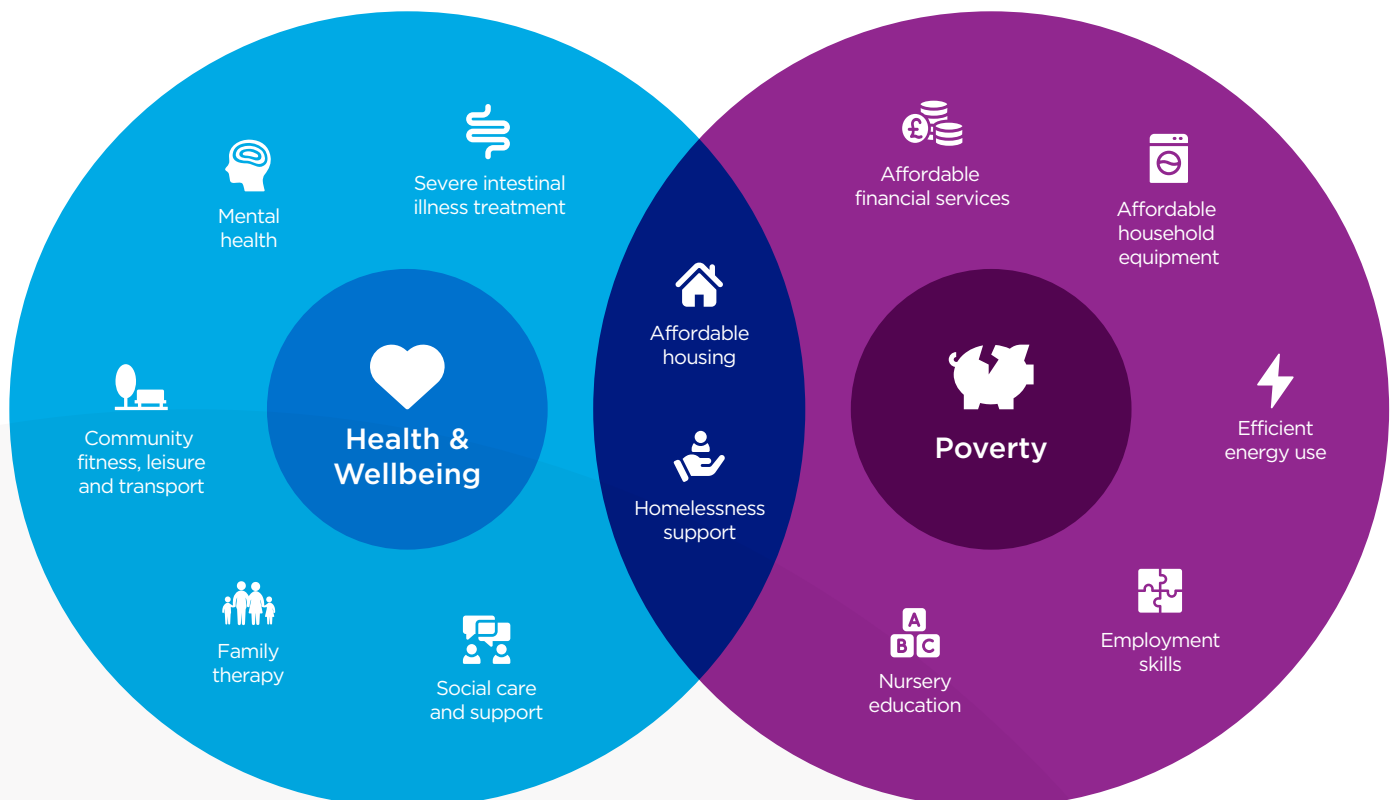 Mental
health
Severe intestinal
illness treatment
Community
fitness, leisure
and transport
Health &
Wellbeing
Family
therapy
Social care
and support
Affordable
housing
Homelessness
support
£
Affordable
financial services
Affordable
household
equipment
Poverty
Efficient
energy use
Employment
skills
A
B C
Nursery
education